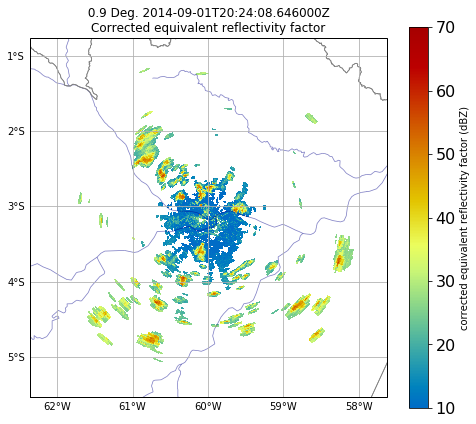 0.9 Deg. 2014-09-01T20:24:08.646000Z
Corrected equivalent reflectivity factor
1°S
2°S
3°S
4°S
5°S
62°W 61°W 60°W 59°W 58°W
70
60
50
40
30
20
10
corrected equivalent reflectivity factor (dBZ)